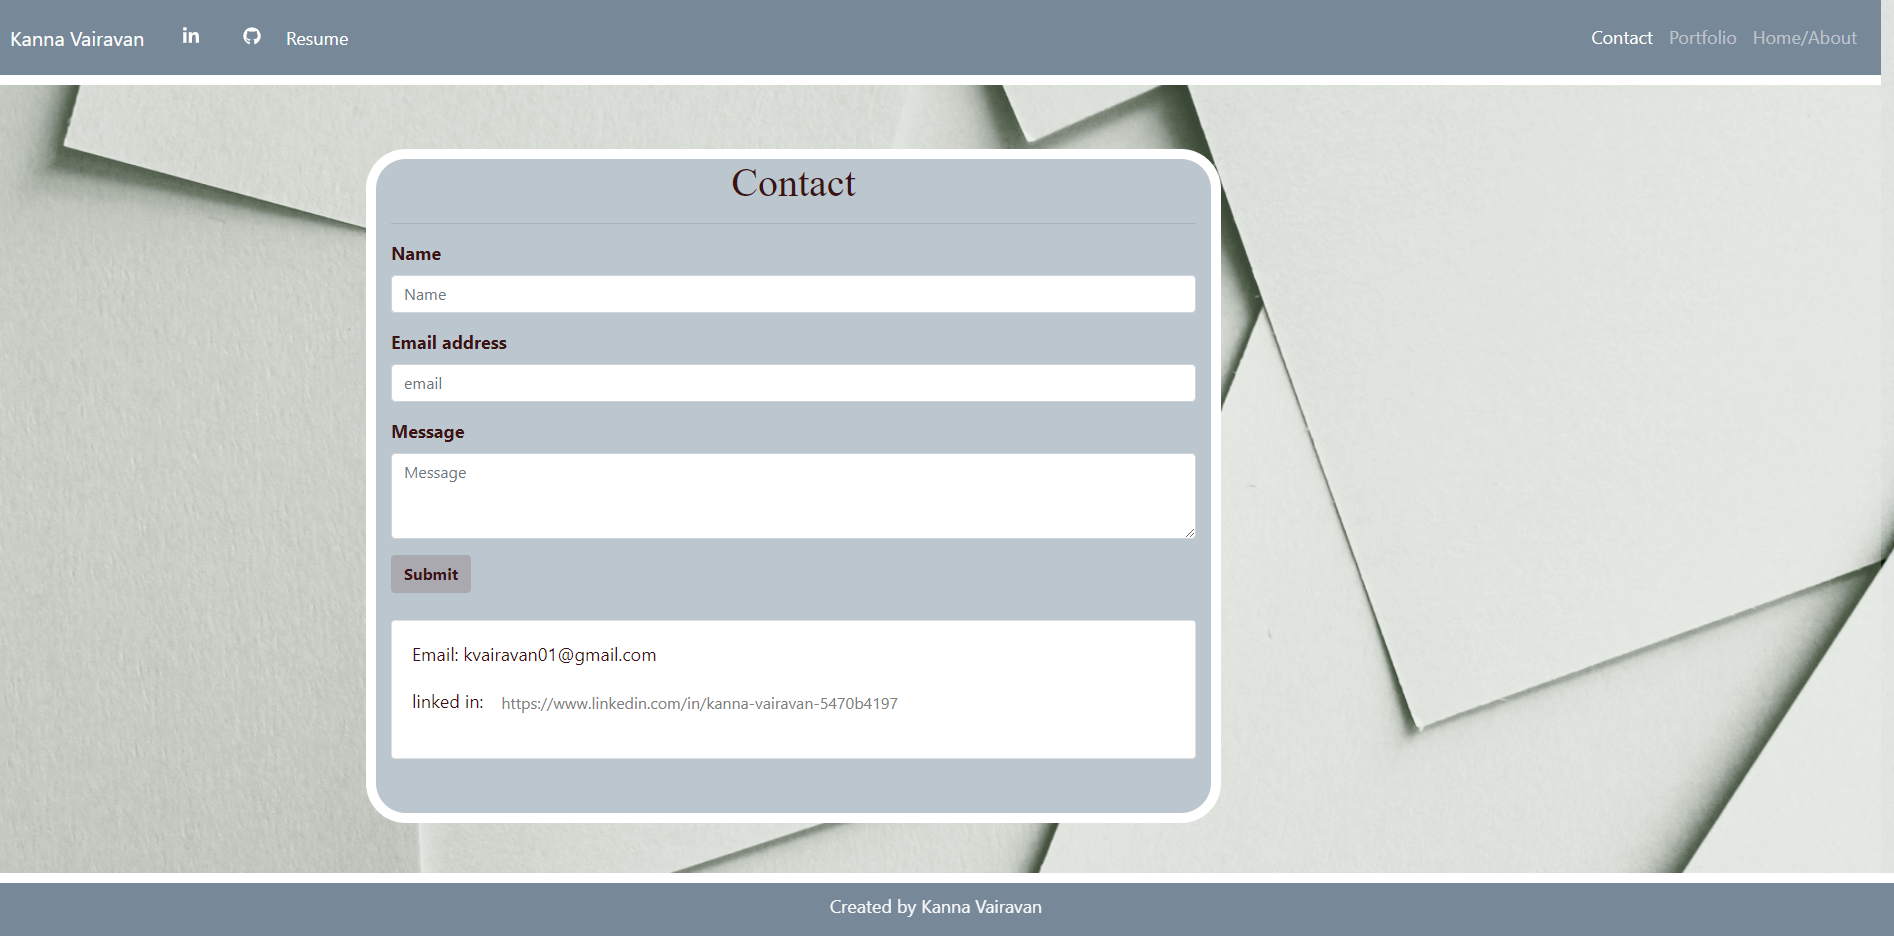 Kanna Vairavan in Resume Contact Portfolio Home/About
Contact
Name
Name
Email address
email
Message
Message
Submit
Email: kvairavan01@gmail.com
linked in: https://www.linkedin.com/in/kanna-vairavan-5470b4197
Created by Kanna Vairavan